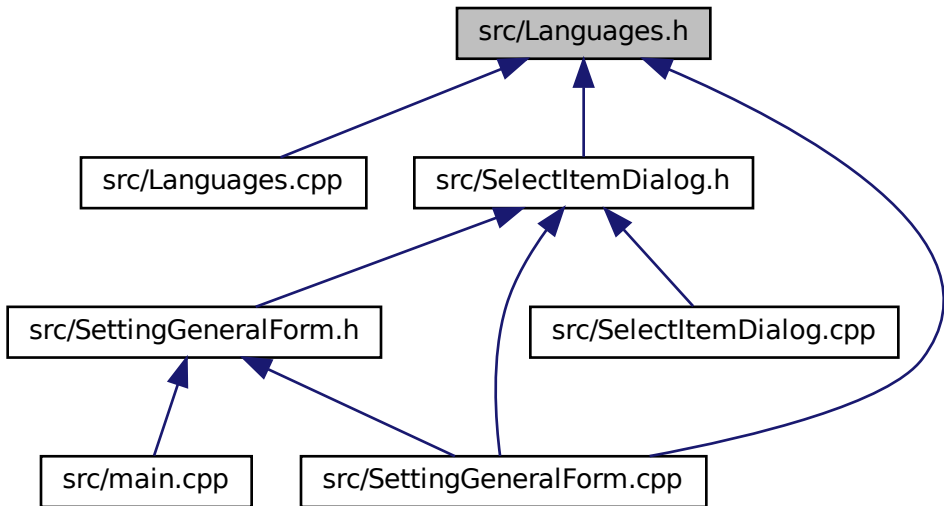 src/Languages.h
src/Languages.cpp
src/SelectItemDialog.h
src/SettingGeneralForm.h
src/SelectItemDialog.cpp
src/main.cpp
src/SettingGeneralForm.cpp